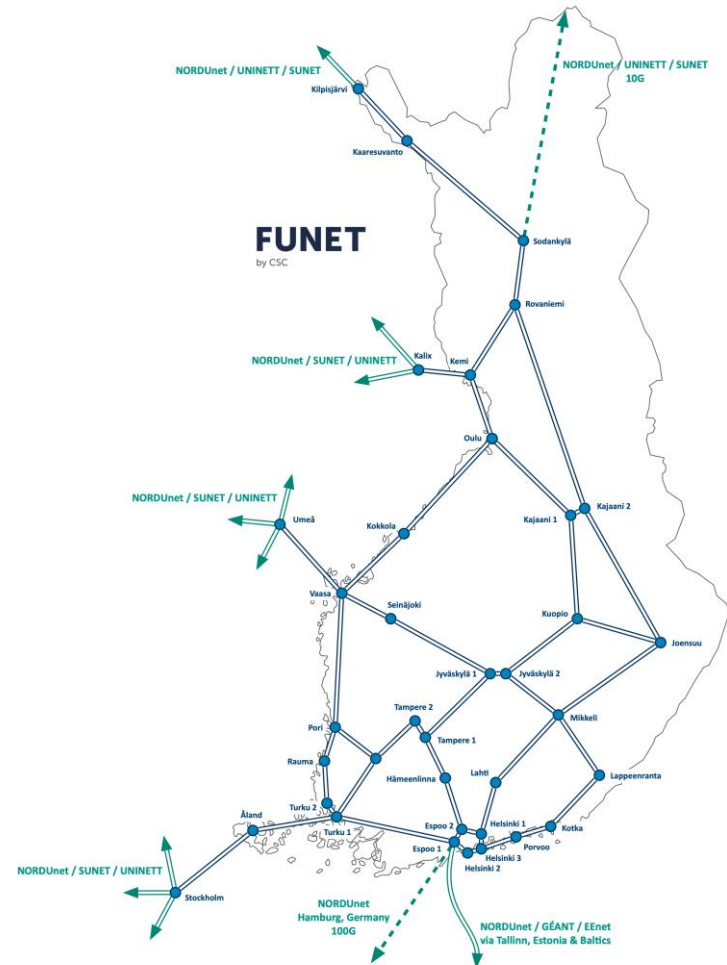 NORDUnet / UNINETT / SUNET
10G
NORDUnet / UNINETT / SUNET
Kilpisjärvi
Kaaresuvanto
FUNET
by CSC
Sodankylä
Rovaniemi
NORDUnet / SUNET / UNINETT
Kalix
Kemi
Oulu
NORDUnet / SUNET / UNINETT
Umeå
Kokkola
Kajaani 1
Kajaani 2
Vaasa
Seinäjoki
Kuopio
Joensuu
Jyväskylä 1
Jyväskylä 2
Tampere 2
Mikkeli
Pori
Tampere 1
Rauma
Hämeenlinna
Lahti
Lappeenranta
Turku 2
Åland
Turku 1
Espoo 2
Helsinki 1
Kotka
Espoo 1
Porvoo
Helsinki 3
Helsinki 2
NORDUnet / SUNET / UNINETT
Stockholm
NORDUnet
Hamburg, Germany
100G
NORDUnet / GÉANT / EEnet
via Tallinn, Estonia & Baltics